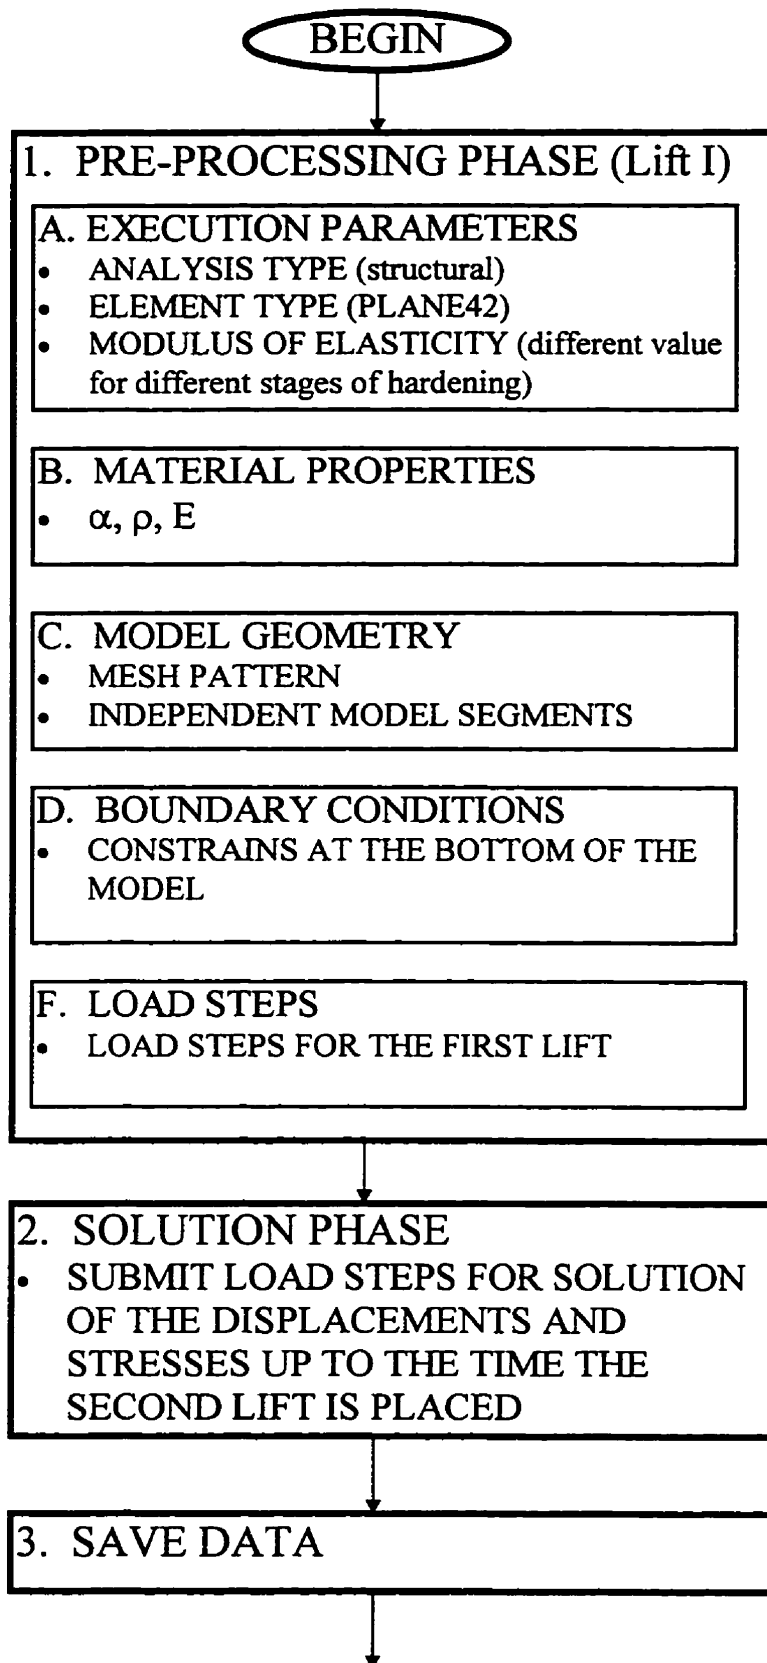 BEGIN
1. PRE-PROCESSING PHASE (Lift I)
A. EXECUTION PARAMETERS
• ANALYSIS TYPE (structural)
• ELEMENT TYPE (PLANE42)
• MODULUS OF ELASTICITY (different value
for different stages of hardening)
B. MATERIAL PROPERTIES
• α, ρ, E
C. MODEL GEOMETRY
• MESH PATTERN
• INDEPENDENT MODEL SEGMENTS
D. BOUNDARY CONDITIONS
• CONSTRAINS AT THE BOTTOM OF THE
MODEL
F. LOAD STEPS
• LOAD STEPS FOR THE FIRST LIFT
2. SOLUTION PHASE
• SUBMIT LOAD STEPS FOR SOLUTION
OF THE DISPLACEMENTS AND
STRESSES UP TO THE TIME THE
SECOND LIFT IS PLACED
3. SAVE DATA